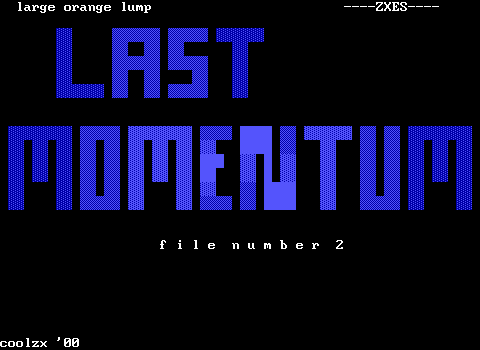 large orange lump ----ZXES----
LAST
MOMENTUM
file number 2
coolzx '00